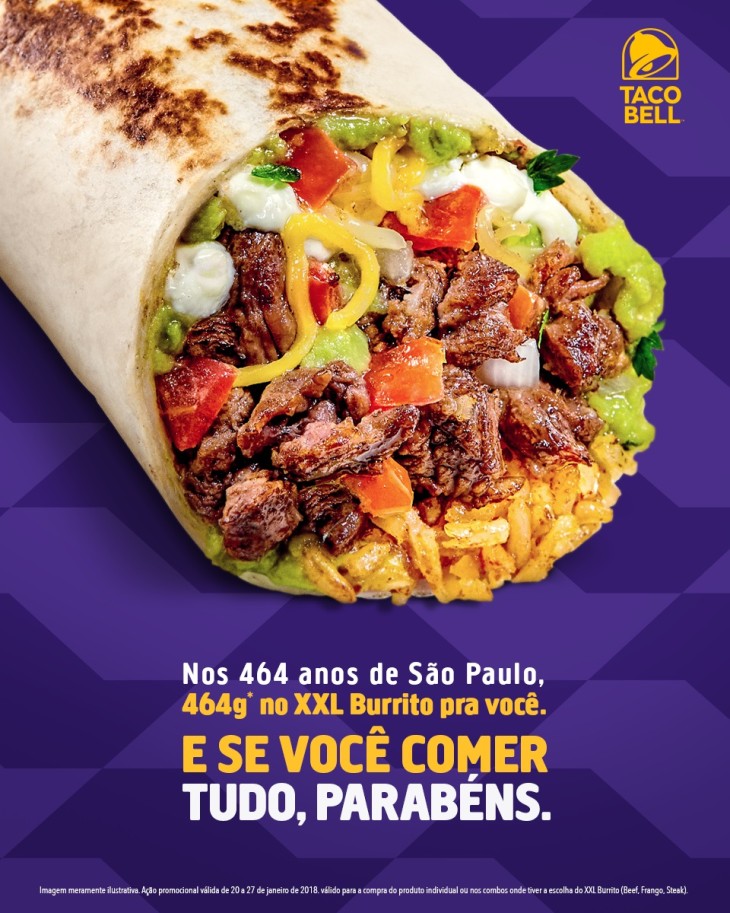 TACO
BELL
Nos 464 anos de São Paulo,
464g* no XXL Burrito pra você.
E SE VOCÊ COMER
TUDO, PARABÉNS.
Imagem meramente ilustrativa. Ação promocional válida de 20 a 27 de janeiro de 2018. válido para a compra do produto individual ou nos combos onde tiver a escolha do XXL Burrito (Beef, Frango, Steak).